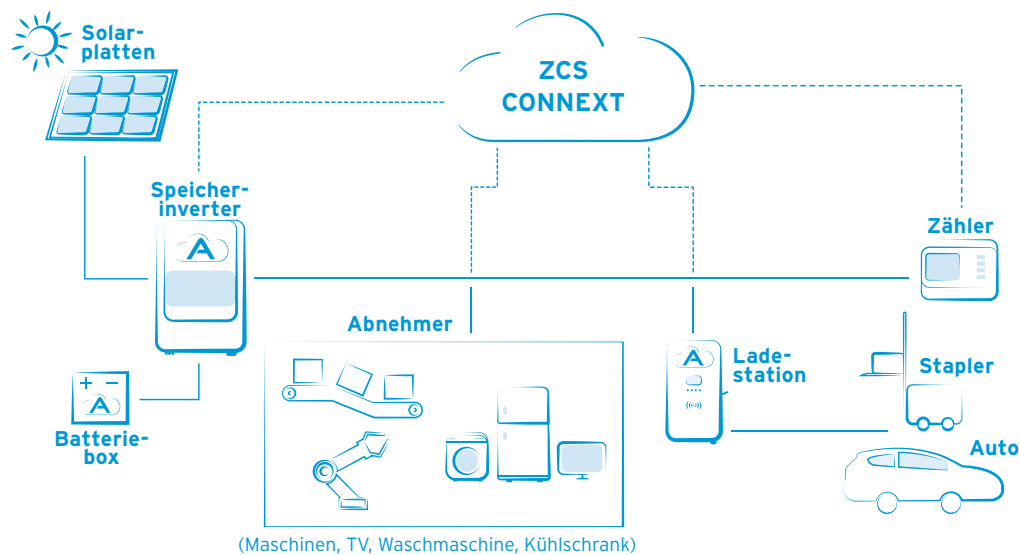 Solar-
platten
ZCS
CONNEXT
Speicher-
inverter
A
Zähler
Abnehmer
A
Lade-
station
Stapler
+ −
A
Batterie-
box
Auto
(Maschinen, TV, Waschmaschine, Kühlschrank)